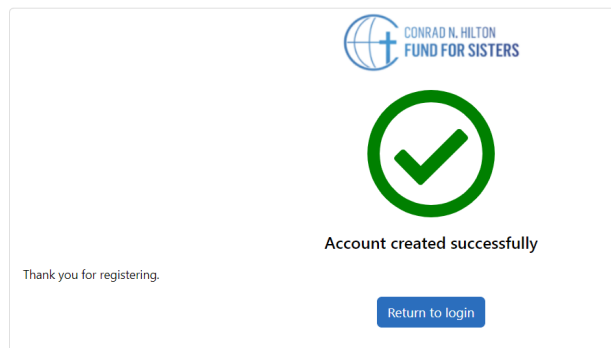 CONRAD N. HILTON
FUND FOR SISTERS
Account created successfully
Thank you for registering.
Return to login